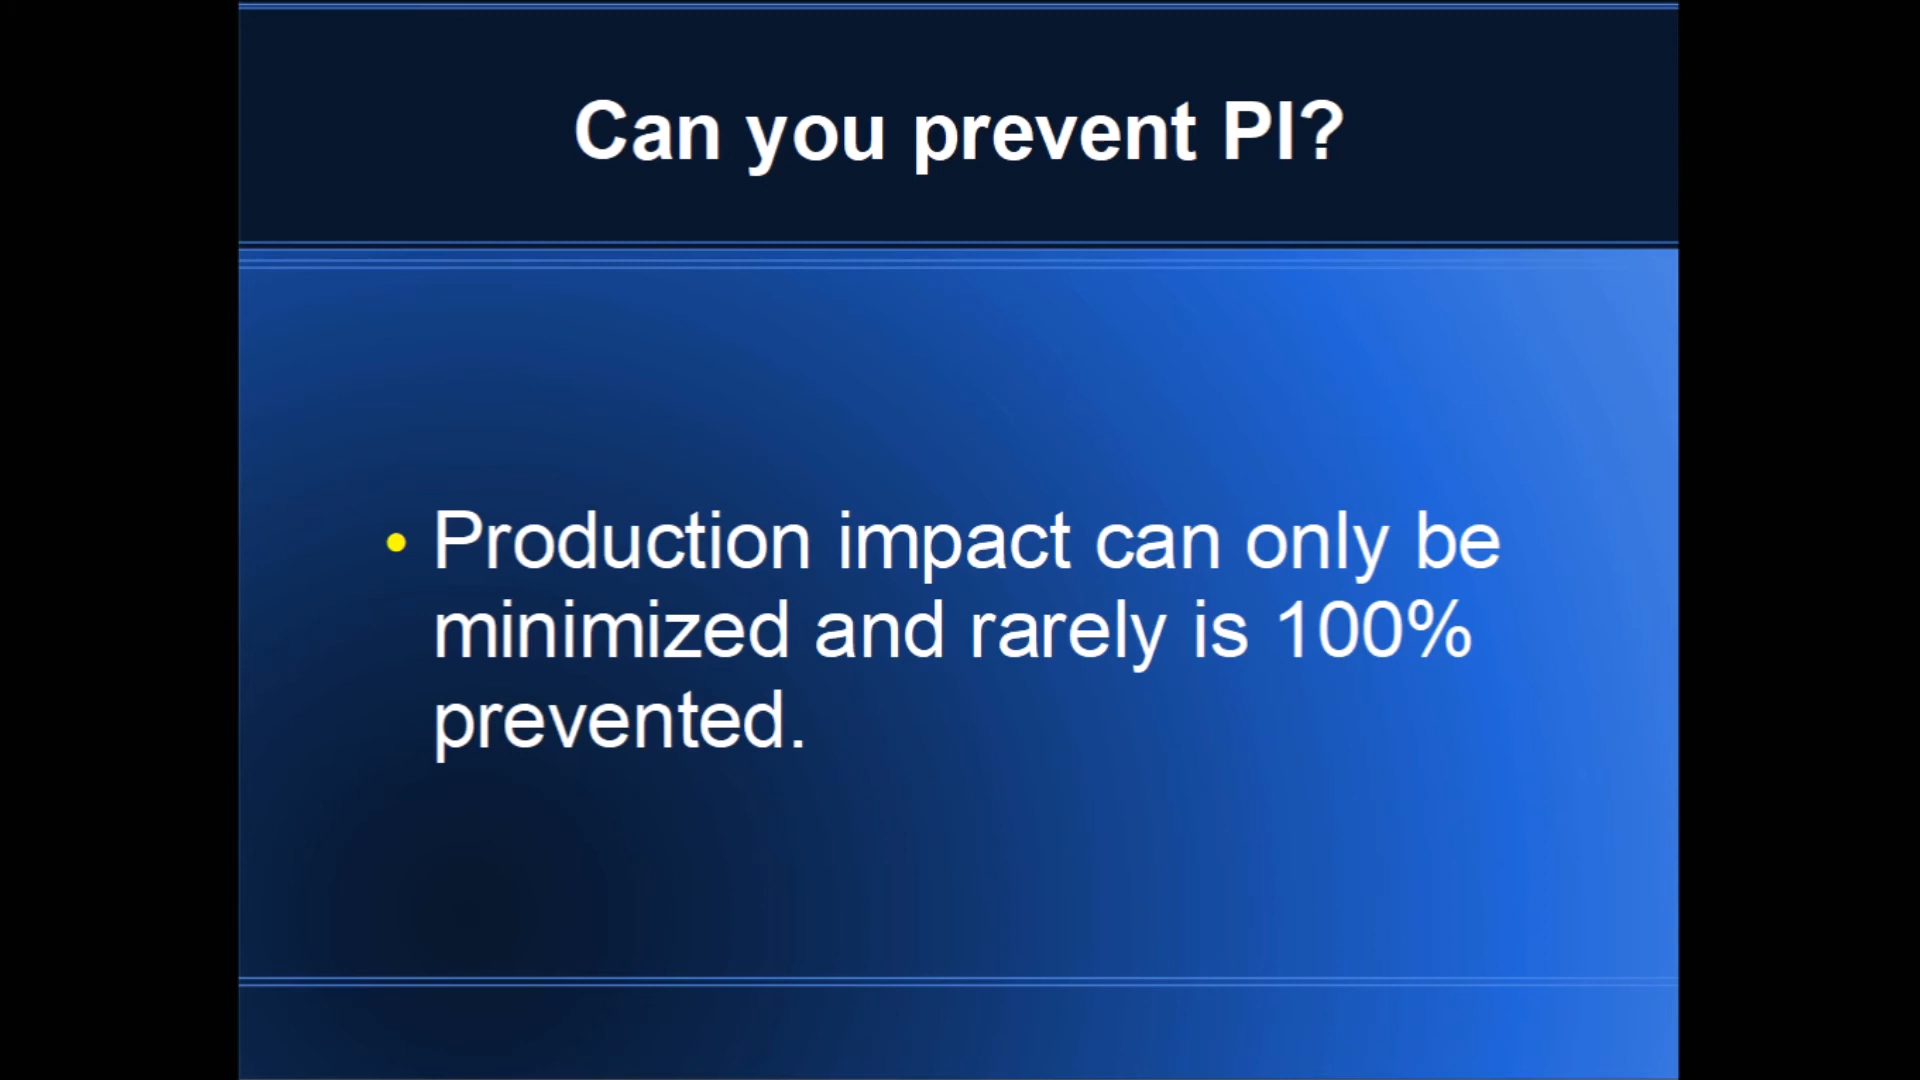 Can you prevent PI?
• Production impact can only be
minimized and rarely is 100%
prevented.